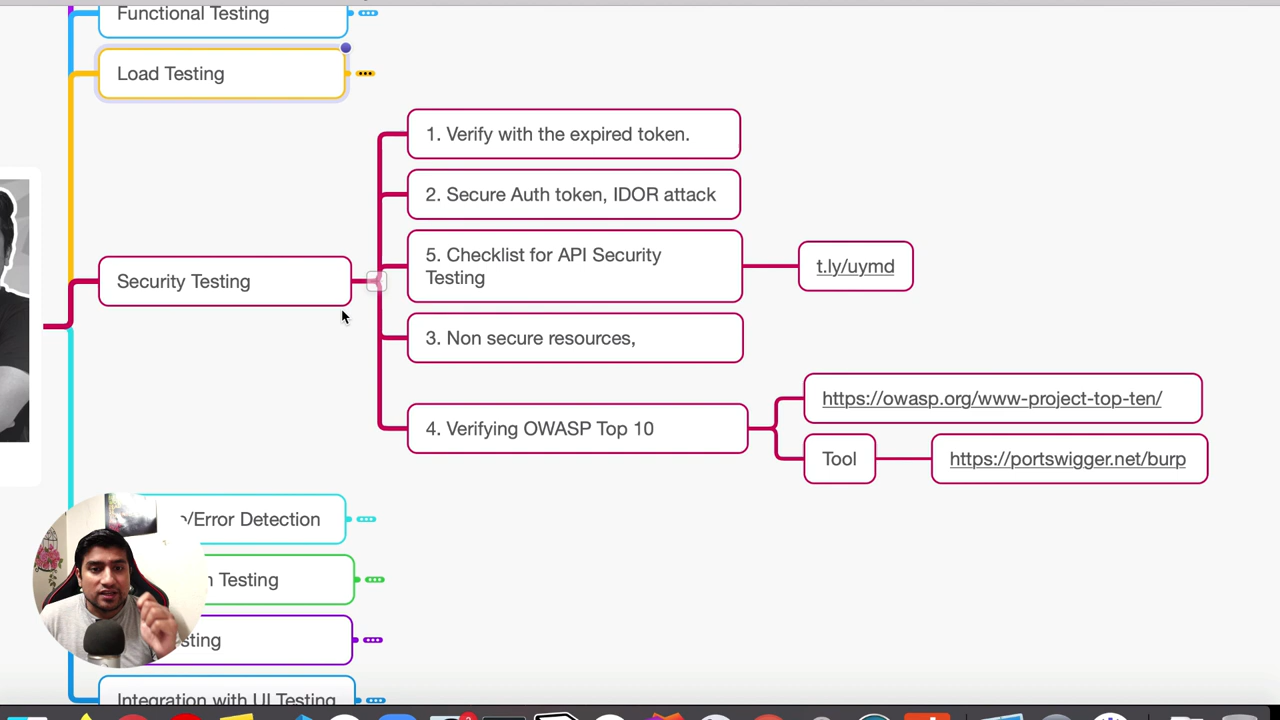 Functional Testing
Load Testing
1. Verify with the expired token.
2. Secure Auth token, IDOR attack
5. Checklist for API Security
Testing
t.ly/uymd
Security Testing
3. Non secure resources,
https://owasp.org/www-project-top-ten/
4. Verifying OWASP Top 10
Tool
https://portswigger.net/burp
/Error Detection
Testing
Integration with UI Testing